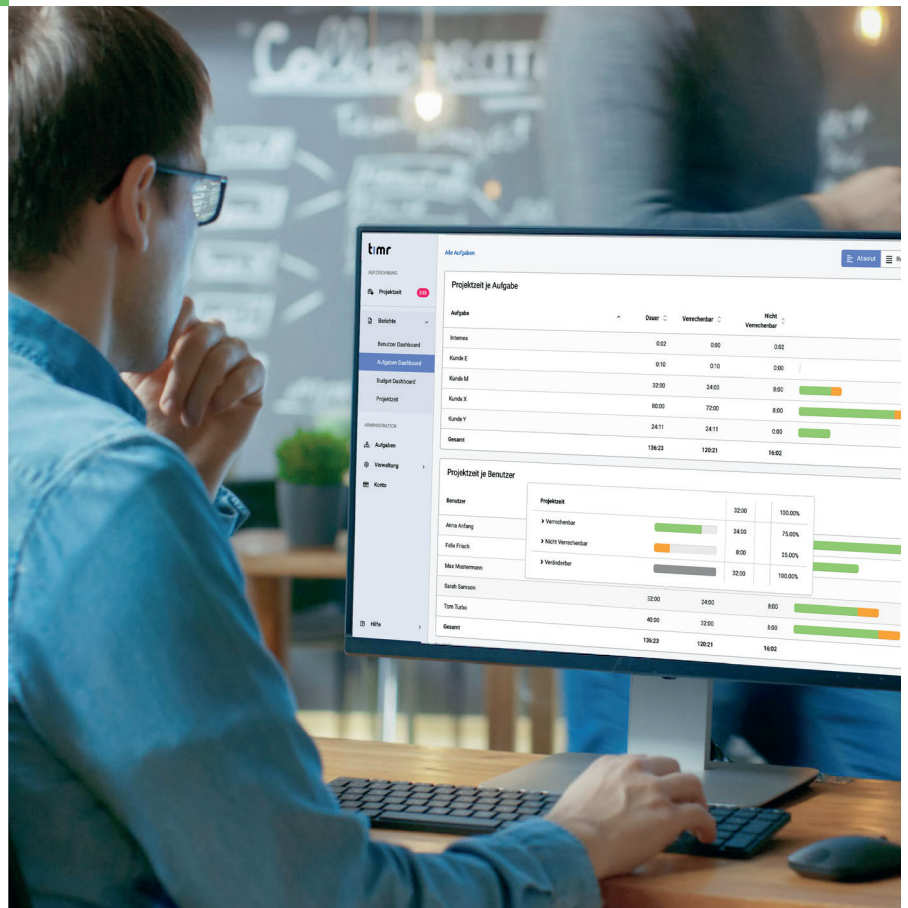 Collaborate
Team
Project
timr
AUFZEICHNUNG
Projektzeit
Berichte
Benutzer Dashboard
Aufgaben Dashboard
Budget Dashboard
Projektzeit
ADMINISTRATION
Aufgaben
Verwaltung
Konto
Hilfe
Alle Aufgaben
Absolut
Projektzeit je Aufgabe
Aufgabe Dauer Verrechenbar Nicht Verrechenbar
Internes 0:02 0:00 0:02
Kunde E 0:10 0:10 0:00
Kunde M 32:00 24:00 8:00
Kunde X 80:00 72:00 8:00
Kunde Y 24:11 24:11 0:00
Gesamt 136:23 120:21 16:02
Projektzeit je Benutzer
Benutzer
Anna Anfang
Felix Frisch
Max Mustermann
Sarah Samson 32:00 24:00 8:00
Tom Turbo 40:00 32:00 8:00
Gesamt 136:23 120:21 16:02
Projektzeit 32:00 100.00%
Verrechenbar 24:00 75.00%
Nicht Verrechenbar 8:00 25.00%
Veränderbar 32:00 100.00%